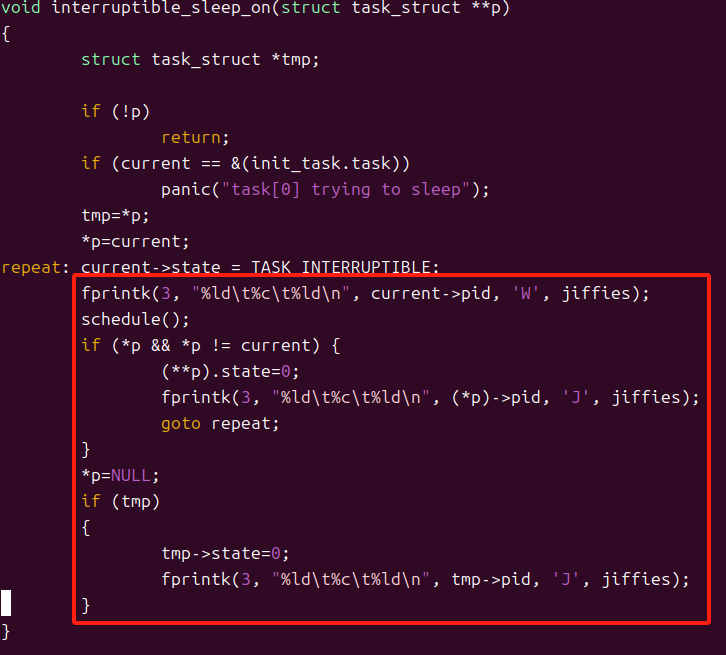 void interruptible_sleep_on(struct task_struct **p)
{
        struct task_struct *tmp;

        if (!p)
                return;
        if (current == &(init_task.task))
                panic("task[0] trying to sleep");
        tmp=*p;
        *p=current;
repeat: current->state = TASK_INTERRUPTIBLE;
        fprintk(3, "%ld\t%c\t%ld\n", current->pid, 'W', jiffies);
        schedule();
        if (*p && *p != current) {
                (**p).state=0;
                fprintk(3, "%ld\t%c\t%ld\n", (*p)->pid, 'J', jiffies);
                goto repeat;
        }
        *p=NULL;
        if (tmp)
        {
                tmp->state=0;
                fprintk(3, "%ld\t%c\t%ld\n", tmp->pid, 'J', jiffies);
        }
}